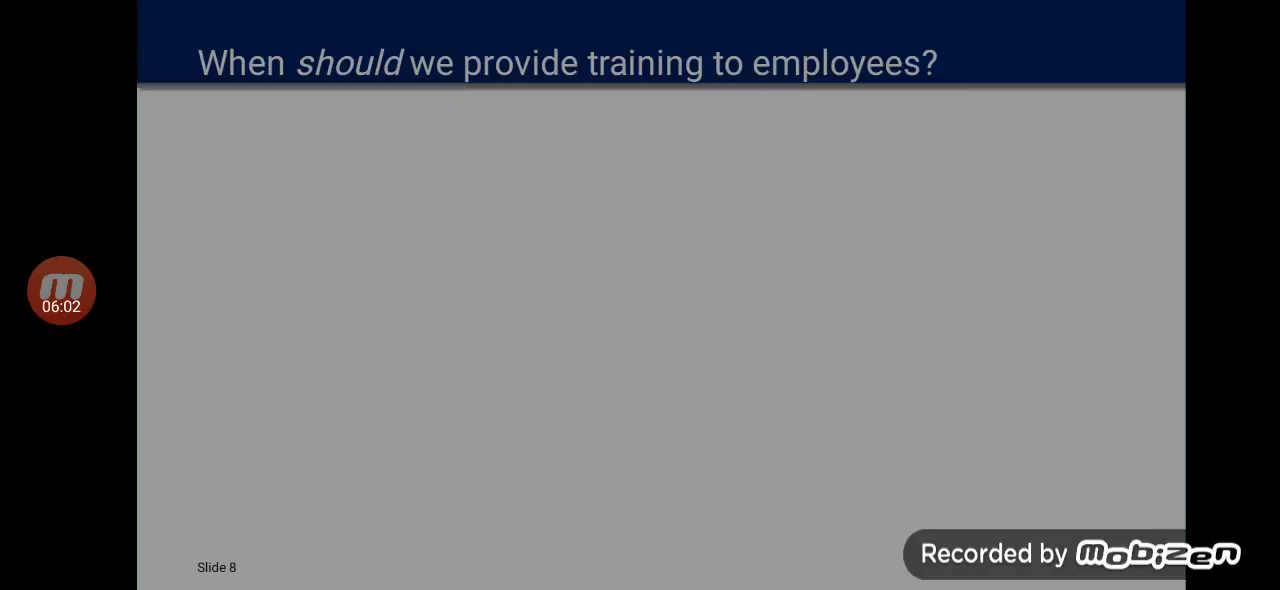 When should we provide training to employees?
m
06:02
Slide 8
Recorded by mobizen